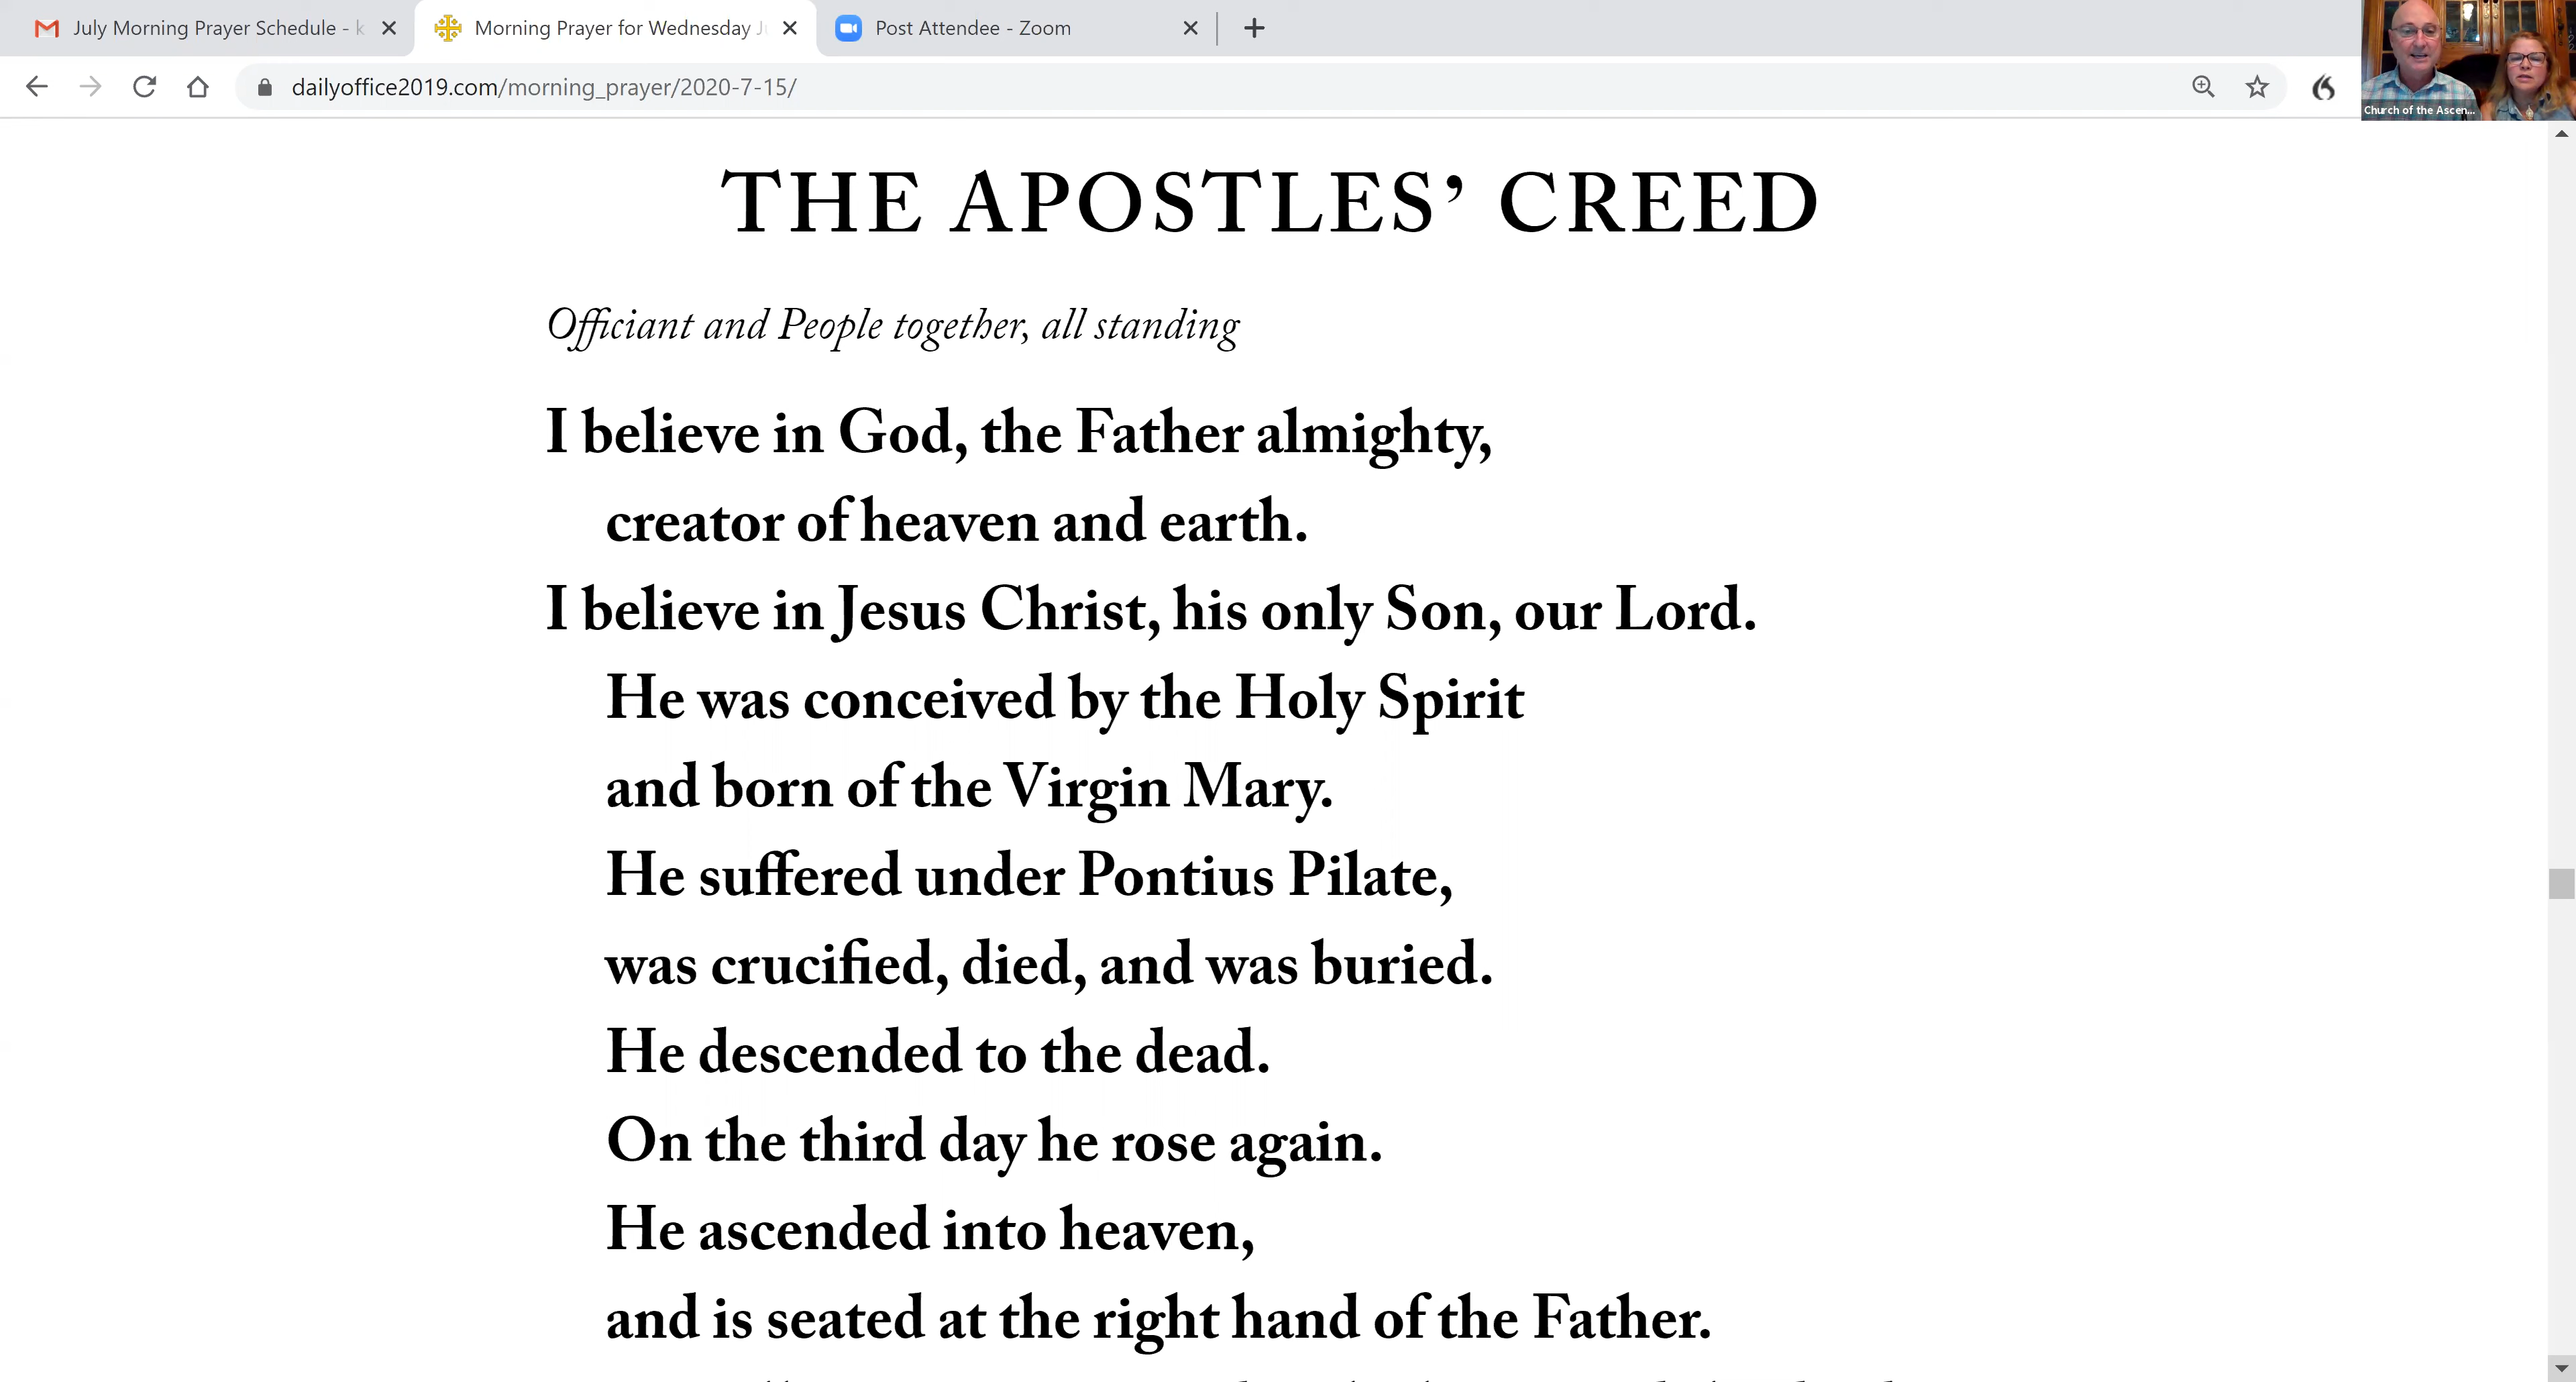 July Morning Prayer Schedule - k
Morning Prayer for Wednesday Ju
Post Attendee - Zoom
dailyoffice2019.com/morning_prayer/2020-7-15/
Church of the Ascen...
THE APOSTLES’ CREED
Officiant and People together, all standing
I believe in God, the Father almighty,
creator of heaven and earth.
I believe in Jesus Christ, his only Son, our Lord.
He was conceived by the Holy Spirit
and born of the Virgin Mary.
He suffered under Pontius Pilate,
was crucified, died, and was buried.
He descended to the dead.
On the third day he rose again.
He ascended into heaven,
and is seated at the right hand of the Father.